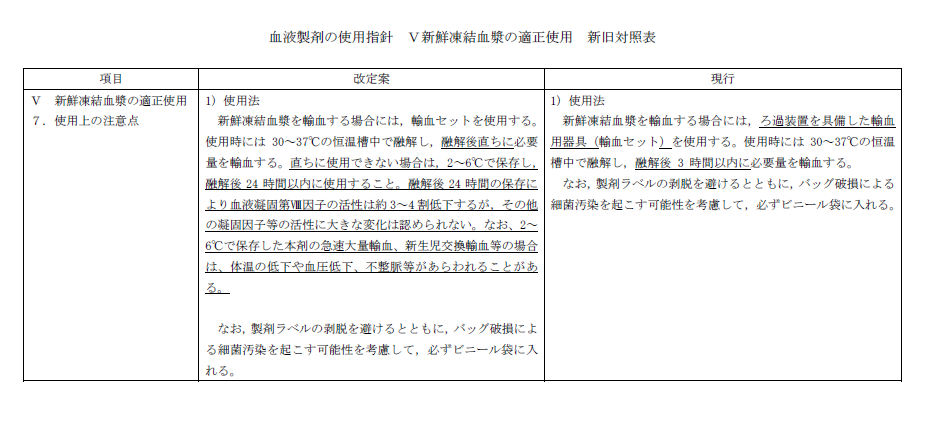 血液製剤の使用指針　Ⅴ新鮮凍結血漿の適正使用　新旧対照表
項目　改定案　現行
Ⅴ　新鮮凍結血漿の適正使用
７．使用上の注意点
1）使用法
新鮮凍結血漿を輸血する場合には，輸血セットを使用する。
使用時には 30～37℃の恒温槽中で融解し，融解後直ちに必要
量を輸血する。直ちに使用できない場合は，2～6℃で保存し，
融解後 24 時間以内に使用すること。融解後 24 時間の保存に
より血液凝固第Ⅷ因子の活性は約 3～4 割低下するが，その他
の凝固因子等の活性に大きな変化は認められない。なお、2～
6℃で保存した本剤の急速大量輸血、新生児交換輸血等の場合
は、体温の低下や血圧低下、不整脈等があらわれることがあ
る。
なお，製剤ラベルの剥脱を避けるとともに，バッグ破損によ
る細菌汚染を起こす可能性を考慮して，必ずビニール袋に入
れる。
1）使用法
新鮮凍結血漿を輸血する場合には，ろ過装置を具備した輸血
用器具（輸血セット）を使用する。使用時には 30～37℃の恒温
槽中で融解し，融解後 3 時間以内に必要量を輸血する。
なお，製剤ラベルの剥脱を避けるとともに，バッグ破損による
細菌汚染を起こす可能性を考慮して，必ずビニール袋に入れる。